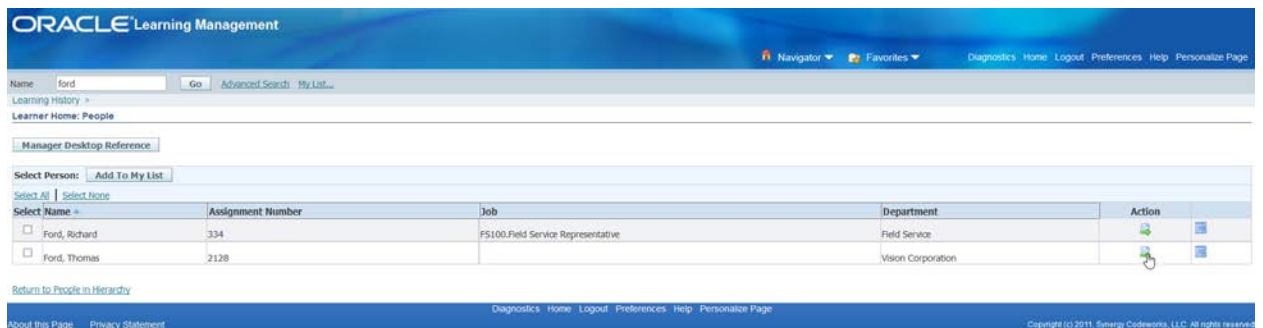 ORACLE Learning Management
Navigator Favorites Diagnostics Home Logout Preferences Help Personalize Page
Name ford Go Advanced Search My List...
Learning History >
Learner Home: People
Manager Desktop Reference
Select Person: Add To My List
Select All | Select None
Select Name Assignment Number Job Department Action
Ford, Richard 334 FS100.Field Service Representative Field Service
Ford, Thomas 2128 Vision Corporation
Return to People in Hierarchy
Diagnostics Home Logout Preferences Help Personalize Page
About this Page Privacy Statement Copyright (c) 2011, Synergy Codeworks, LLC. All rights reserved